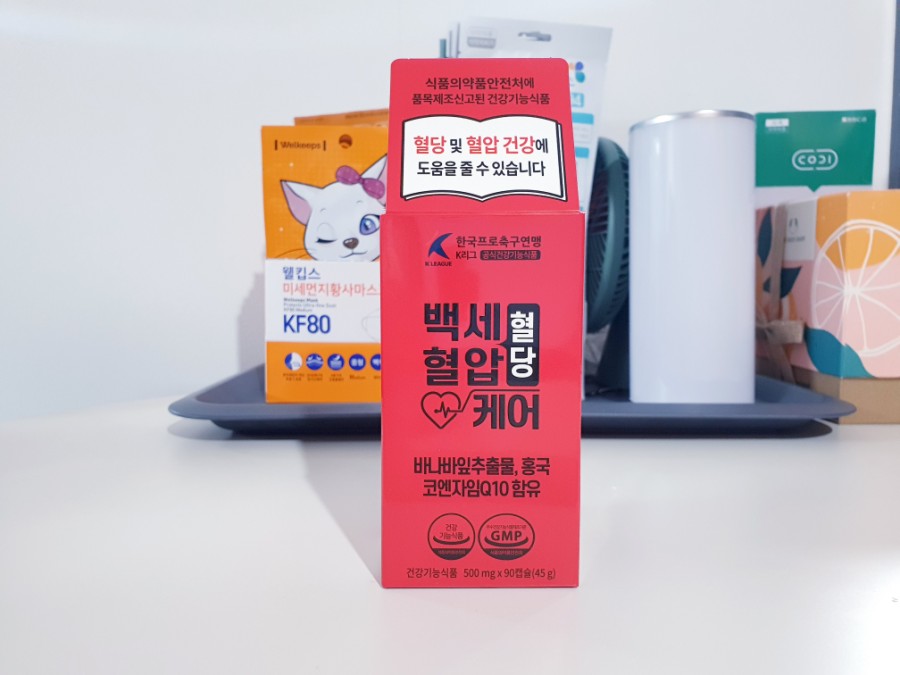 식품의약품안전처에
품목제조신고된 건강기능식품
혈당 및 혈압 건강에
도움을 줄 수 있습니다
한국프로축구연맹
K리그 공식건강기능식품
K LEAGUE
백세 혈당
혈압
케어
바나바잎추출물, 홍국
코엔자임Q10 함유
건강
기능식품
GMP
건강기능식품 500 mg x 90캡슐(45 g)
Welkeeps
웰킵스
미세먼지황사마스
KF80
CODI